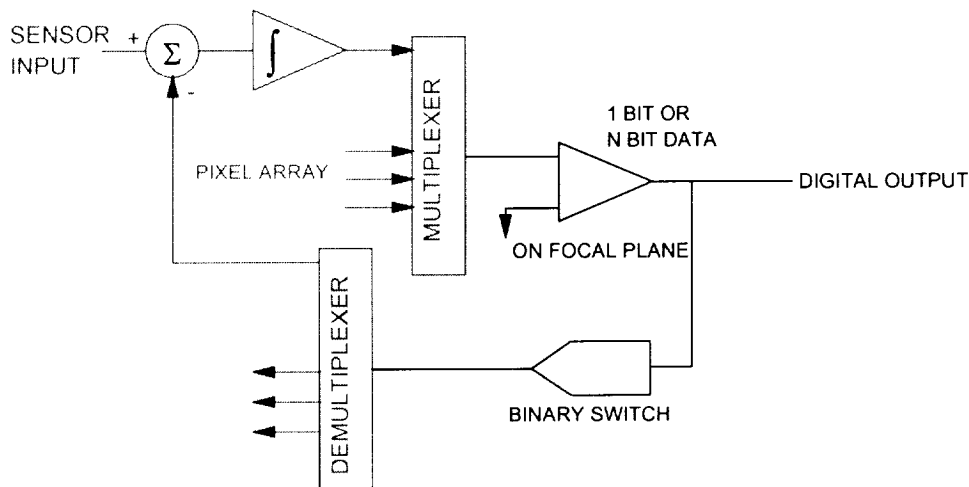 SENSOR
INPUT
+
Σ
-
∫
MULTIPLEXER
PIXEL ARRAY
1 BIT OR
N BIT DATA
DIGITAL OUTPUT
ON FOCAL PLANE
DEMULTIPLEXER
BINARY SWITCH